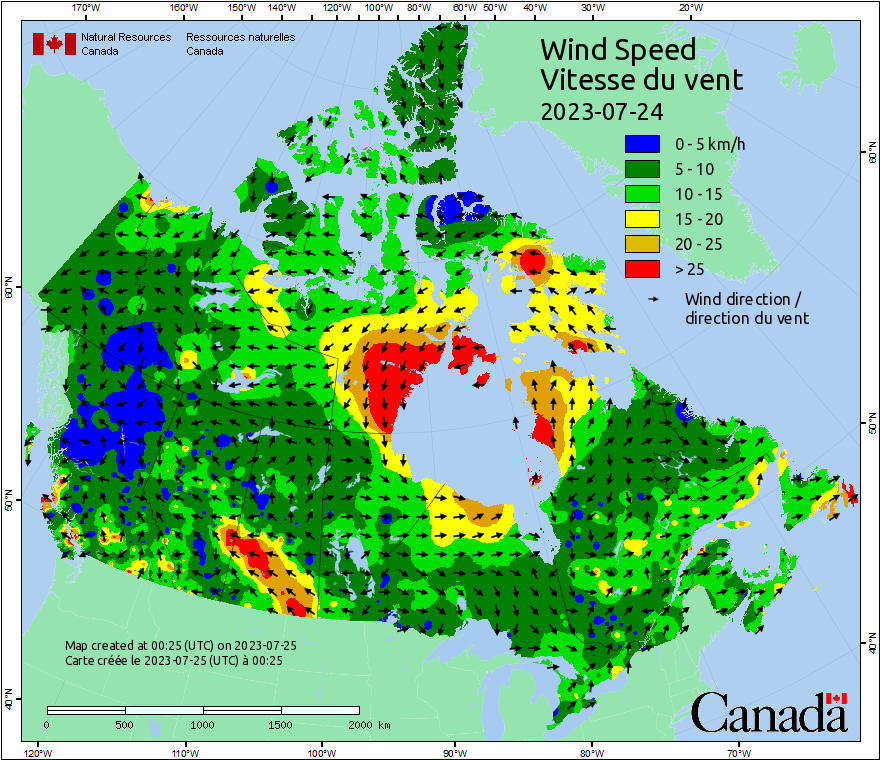 170°W 160°W 150°W 140°W 130°W 120°W 110°W 100°W 90°W 80°W 70°W 60°W 50°W 40°W 30°W 20°W
Natural Resources Ressources naturelles
Canada Canada
Wind Speed
Vitesse du vent
2023-07-24
0 - 5 km/h
5 - 10
10 - 15
15 - 20
20 - 25
> 25
Wind direction /
direction du vent
60°N
60°N
50°N
50°N
40°N
40°N
Map created at 00:25 (UTC) on 2023-07-25
Carte créée le 2023-07-25 (UTC) à 00:25
0 500 1000 1500 2000 km
Canada
120°W 110°W 100°W 90°W 80°W 70°W